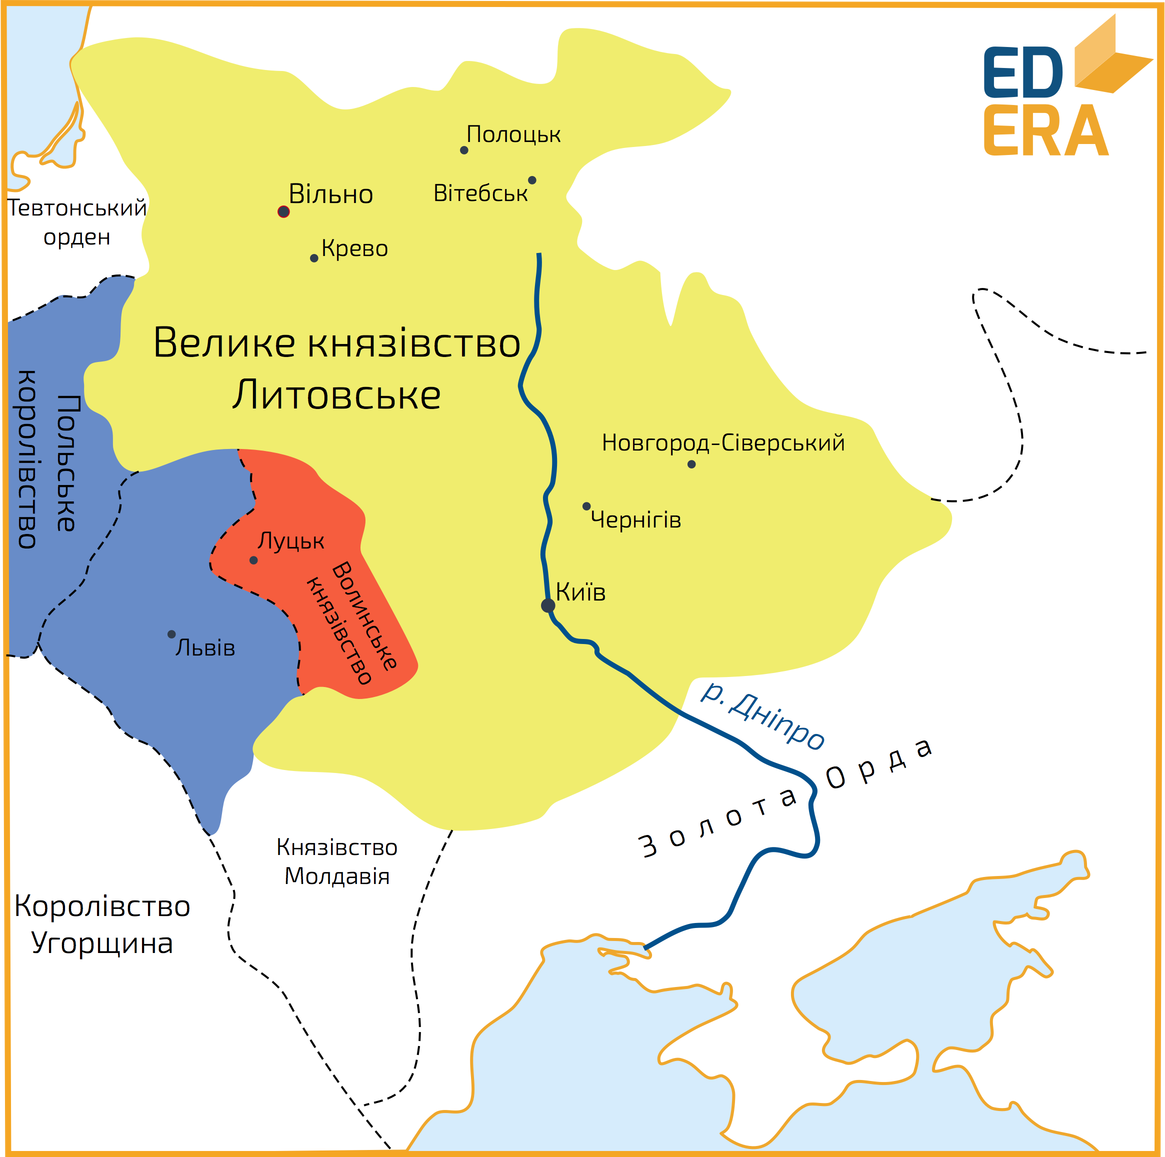 ED
ERA
Полоцьк
Вітебськ
Вільно
Крево
Тевтонський
орден
Велике князівство
Литовське
Польське
королівство
Новгород-Сіверський
Чернігів
Луцьк
Волинське
князівство
Київ
Львів
р. Дніпро
Золота Орда
Князівство
Молдавія
Королівство
Угорщина